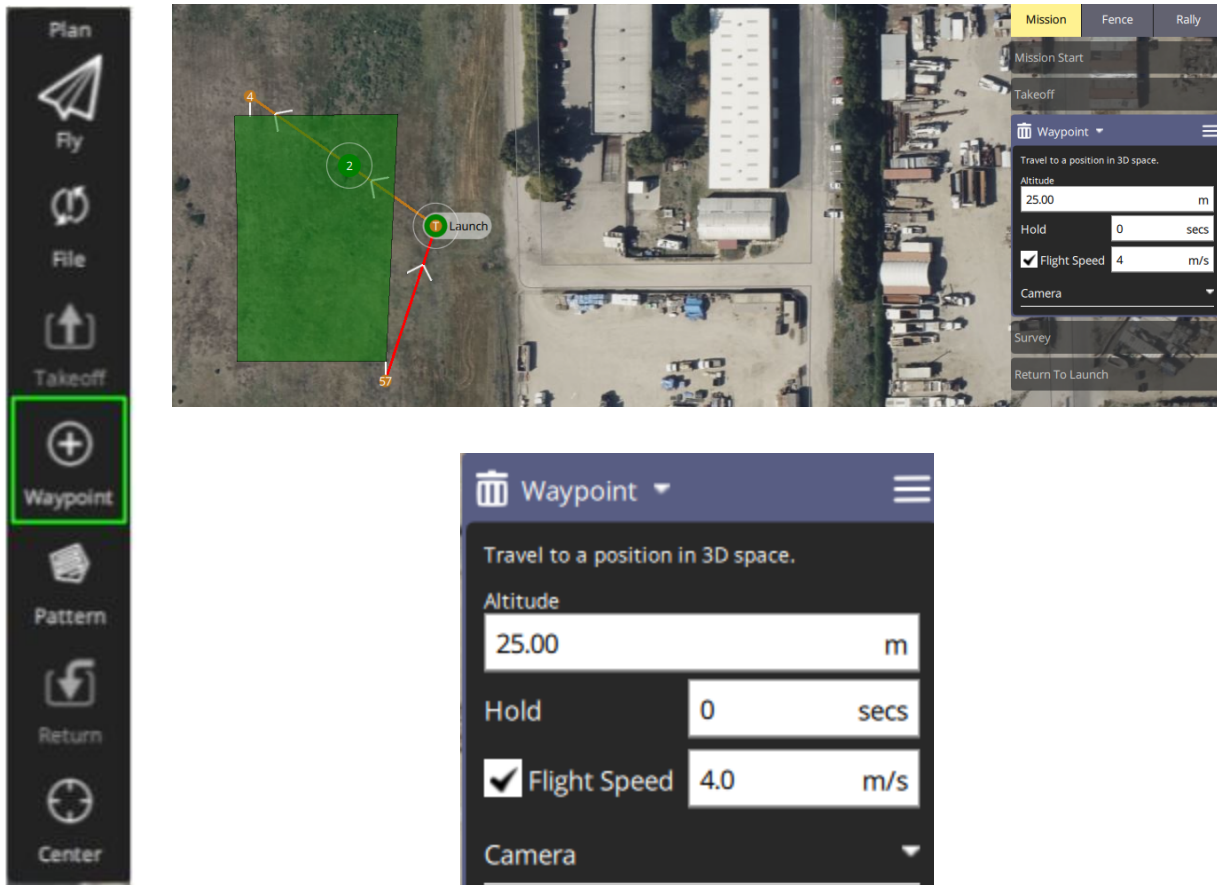 Plan
Fly
File
Takeoff
Waypoint
Pattern
Return
Center
4
2
T Launch
57
Mission Fence Rally
Mission Start
Takeoff
Waypoint
Travel to a position in 3D space.
Altitude
25.00 m
Hold 0 secs
Flight Speed 4 m/s
Camera
Survey
Return To Launch
Waypoint
Travel to a position in 3D space.
Altitude
25.00 m
Hold 0 secs
Flight Speed 4.0 m/s
Camera